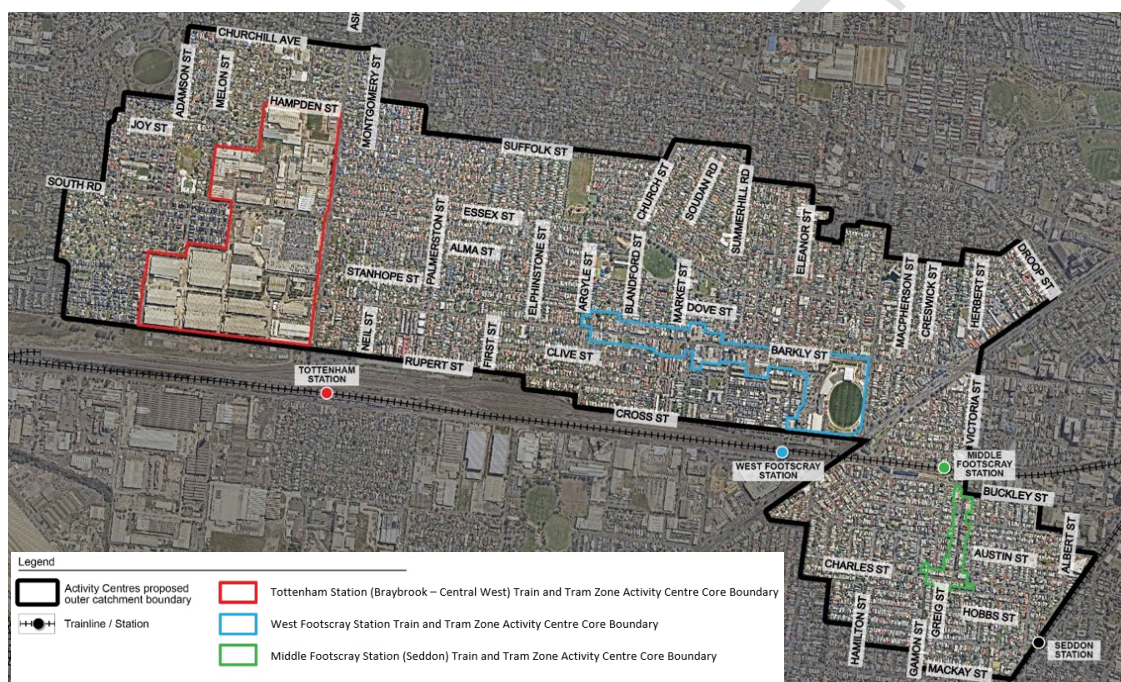 ASH
CHURCHILL AVE
ADAMSON ST
MELON ST
MONTGOMERY ST
HAMPDEN ST
JOY ST
SUFFOLK ST
SOUTH RD
CHURCH ST
SOUDAN RD
SUMMERHILL RD
PALMERSTON ST
ESSEX ST
ELPHINSTONE ST
ALMA ST
ELEANOR ST
STANHOPE ST
ARGYLE ST
BLANDFORD ST
MARKET ST
DOVE ST
MACPHERSON ST
CRESWICK ST
HERBERT ST
DROOP ST
NEIL ST
FIRST ST
CLIVE ST
BARKLY ST
RUPERT ST
TOTTENHAM
STATION
CROSS ST
VICTORIA ST
WEST FOOTSCRAY
STATION
MIDDLE
FOOTSCRAY
STATION
BUCKLEY ST
ALBERT ST
AUSTIN ST
CHARLES ST
HAMILTON ST
GAMON ST
GREIG ST
HOBBS ST
MACKAY ST
SEDDON
STATION
Legend
Activity Centres proposed
outer catchment boundary
Trainline / Station
Tottenham Station (Braybrook – Central West) Train and Tram Zone Activity Centre Core Boundary
West Footscray Station Train and Tram Zone Activity Centre Core Boundary
Middle Footscray Station (Seddon) Train and Tram Zone Activity Centre Core Boundary